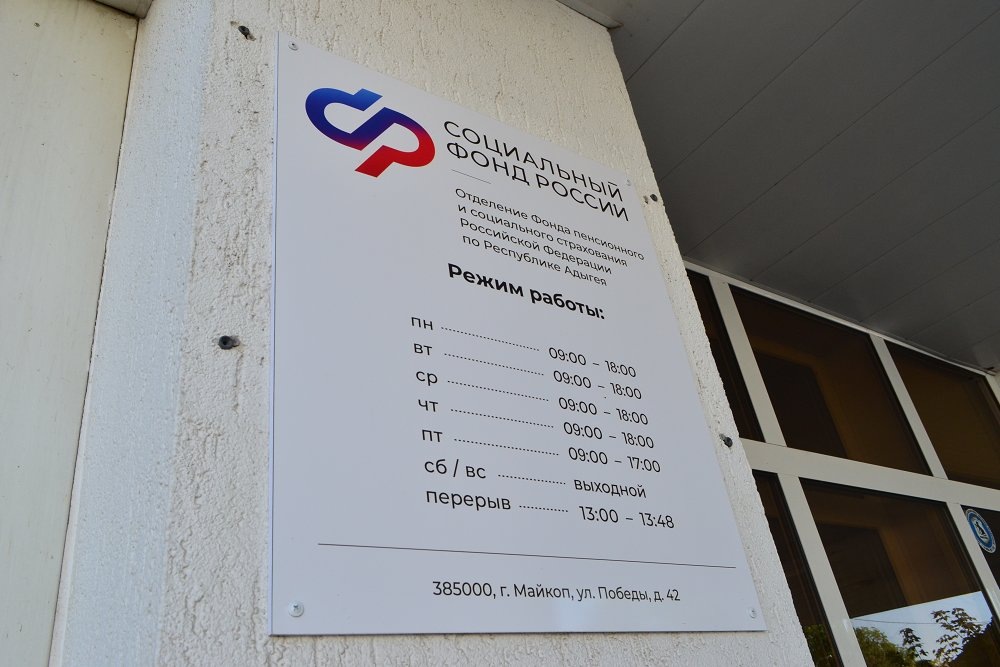 СОЦИАЛЬНЫЙ
ФОНД РОССИИ
Отделение Фонда пенсионного
и социального страхования
Российской Федерации
по Республике Адыгея
Режим работы:
пн ........................ 09:00 – 18:00
вт ........................ 09:00 – 18:00
ср ........................ 09:00 – 18:00
чт ........................ 09:00 – 18:00
пт ........................ 09:00 – 17:00
сб / вс ................ выходной
перерыв ............ 13:00 – 13:48
385000, г. Майкоп, ул. Победы, д. 42